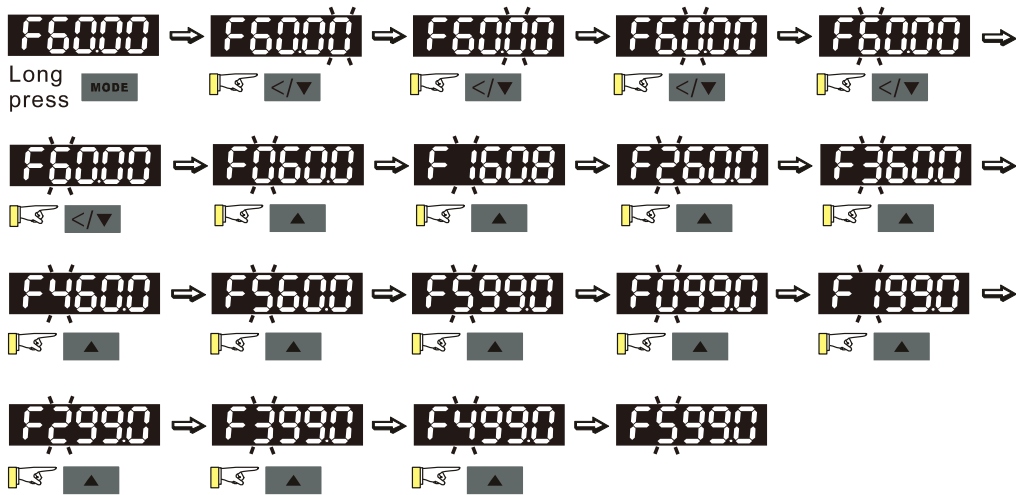 F60.00 F60.00 F60.00 F60.00 F60.00
Long
press MODE </▼ </▼ </▼ </▼
F60.00 F060.0 F160.8 F260.0 F360.0
</▼ ▲ ▲ ▲ ▲
F460.0 F560.0 F599.0 F099.0 F199.0
▲ ▲ ▲ ▲ ▲
F299.0 F399.0 F499.0 F599.0
▲ ▲ ▲